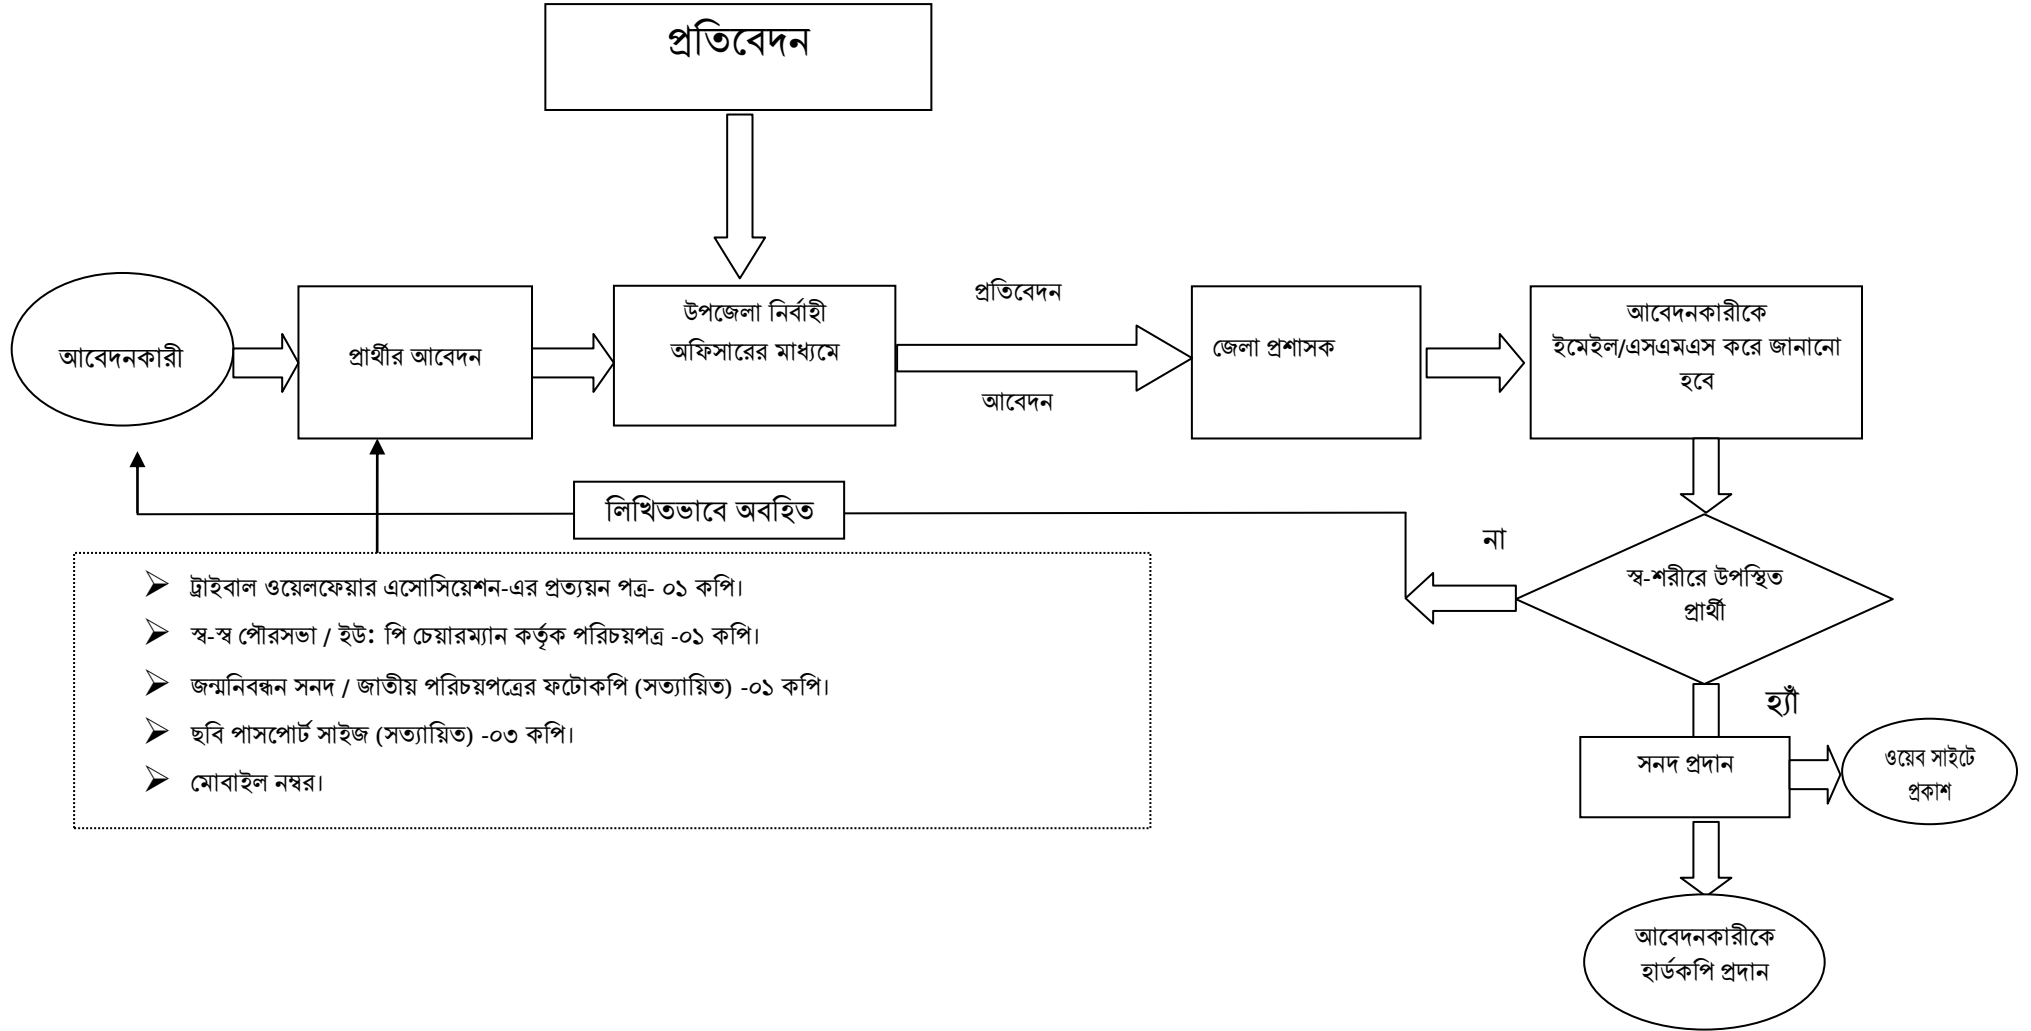 প্রতিবেদন
আবেদনকারী
প্রার্থীর আবেদন
উপজেলা নির্বাহী
অফিসারের মাধ্যমে
প্রতিবেদন
আবেদন
জেলা প্রশাসক
আবেদনকারীকে
ইমেইল/এসএমএস করে জানানো
হবে
লিখিতভাবে অবহিত
না
স্ব-শরীরে উপস্থিত
প্রার্থী
হ্যাঁ
ট্রাইবাল ওয়েলফেয়ার এসোসিয়েশন-এর প্রত্যয়ন পত্র- ০১ কপি।
স্ব-স্ব পৌরসভা / ইউ: পি চেয়ারম্যান কর্তৃক পরিচয়পত্র -০১ কপি।
জন্মনিবন্ধন সনদ / জাতীয় পরিচয়পত্রের ফটোকপি (সত্যায়িত) -০১ কপি।
ছবি পাসপোর্ট সাইজ (সত্যায়িত) -০৩ কপি।
মোবাইল নম্বর।
সনদ প্রদান
ওয়েব সাইটে
প্রকাশ
আবেদনকারীকে
হার্ডকপি প্রদান